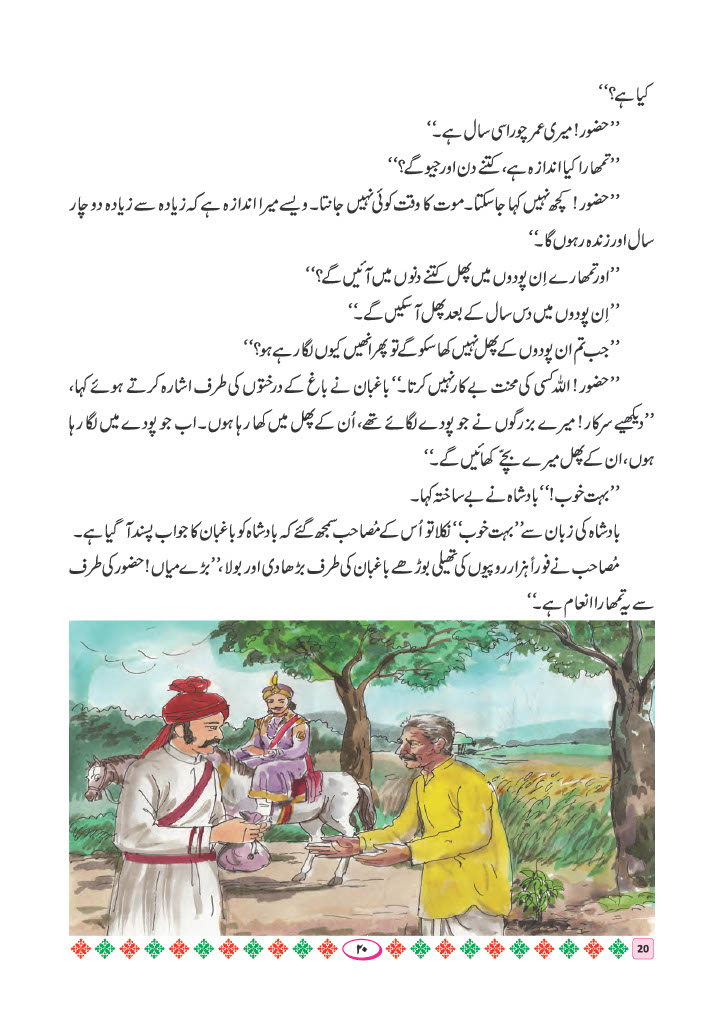 کیا ہے؟‘‘
’’حضور! میری عمر چوراسی سال ہے۔‘‘
’’تمھارا کیا اندازہ ہے، کتنے دن اور جیو گے؟‘‘
’’حضور! کچھ نہیں کہا جاسکتا۔ موت کا وقت کوئی نہیں جانتا۔ ویسے میرا اندازہ ہے کہ زیادہ سے زیادہ دو چار
سال اور زندہ رہوں گا۔‘‘
’’اور تمھارے اِن پودوں میں پھل کتنے دنوں میں آئیں گے؟‘‘
’’اِن پودوں میں دس سال کے بعد پھل آسکیں گے۔‘‘
’’جب تم ان پودوں کے پھل نہیں کھا سکو گے تو پھر انھیں کیوں لگا رہے ہو؟‘‘
’’حضور! اللہ کسی کی محنت بے کار نہیں کرتا۔‘‘ باغبان نے باغ کے درختوں کی طرف اشارہ کرتے ہوئے کہا،
’’دیکھیے سرکار! میرے بزرگوں نے جو پودے لگائے تھے، اُن کے پھل میں کھا رہا ہوں۔ اب جو پودے میں لگا رہا
ہوں، ان کے پھل میرے بچّے کھائیں گے۔‘‘
’’بہت خوب!‘‘ بادشاہ نے بے ساختہ کہا۔
بادشاہ کی زبان سے ’’بہت خوب‘‘ نکلا تو اُس کے مُصاحب سمجھ گئے کہ بادشاہ کو باغبان کا جواب پسند آ گیا ہے۔
مُصاحب نے فوراً ہزار روپیوں کی تھیلی بوڑھے باغبان کی طرف بڑھا دی اور بولا، ’’بڑے میاں! حضور کی طرف
سے یہ تمھارا انعام ہے۔‘‘
۲۰
20